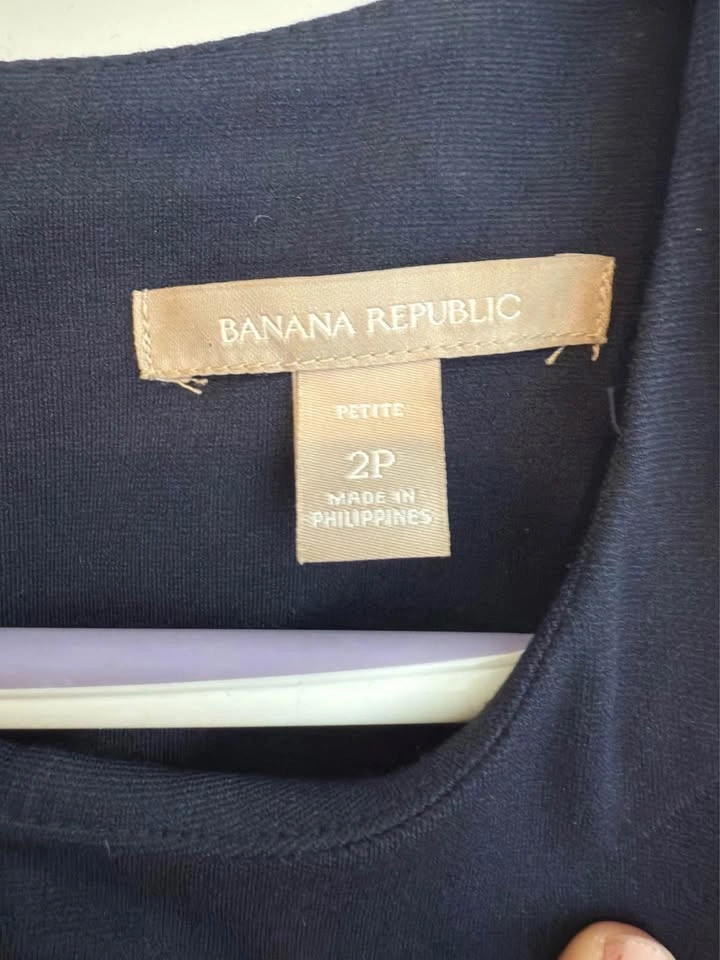 BANANA REPUBLIC
PETITE
2P
MADE IN
PHILIPPINES